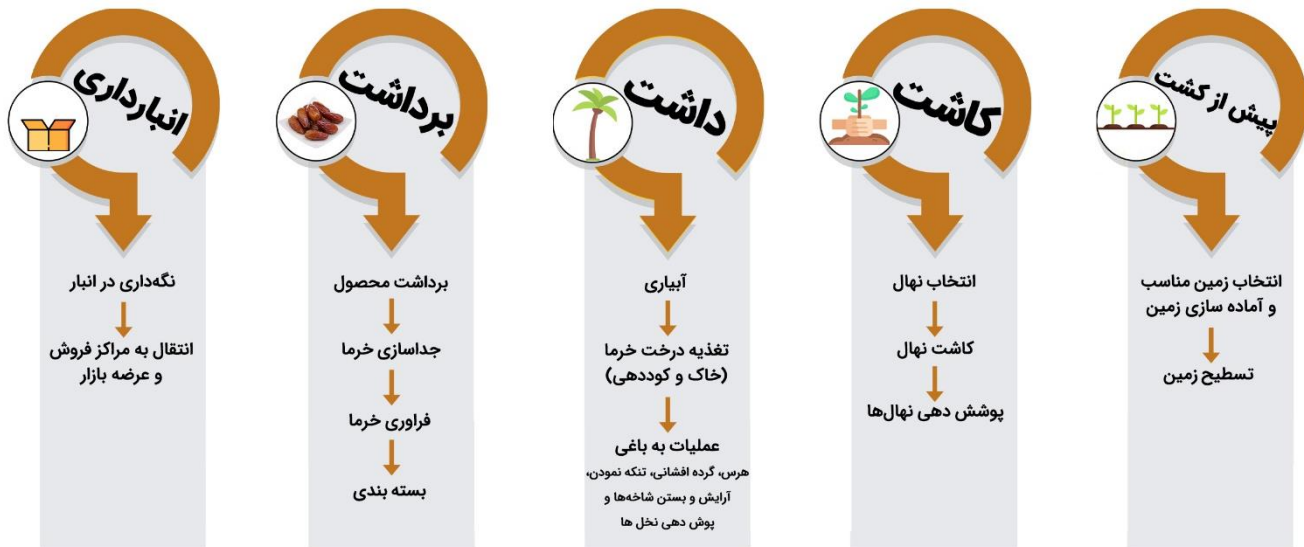 پیش از کشت
انتخاب زمین مناسب
و آماده سازی زمین
تسطیح زمین
کاشت
انتخاب نهال
کاشت نهال
پوشش دهی نهال‌ها
داشت
آبیاری
تغذیه درخت خرما
(خاک و کوددهی)
عملیات به باغی
هرس، گرده افشانی، تنکه نمودن،
آرایش و بستن شاخه‌ها و
پوش دهی نخل ها
برداشت
برداشت محصول
جداسازی خرما
فراوری خرما
بسته بندی
انبارداری
نگه‌داری در انبار
انتقال به مراکز فروش
و عرضه بازار